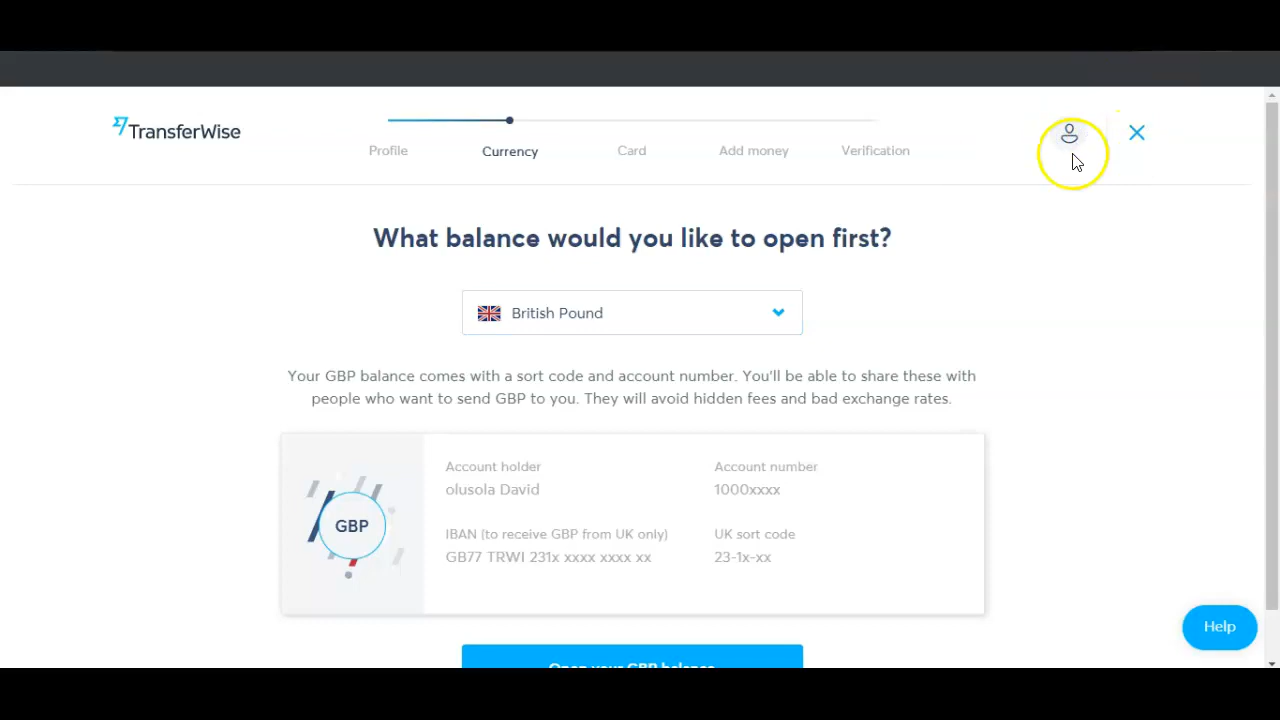 TransferWise
Profile
Currency
Card
Add money
Verification
What balance would you like to open first?
British Pound
Your GBP balance comes with a sort code and account number. You'll be able to share these with
people who want to send GBP to you. They will avoid hidden fees and bad exchange rates.
Account holder
olusola David
Account number
1000xxxx
GBP
IBAN (to receive GBP from UK only)
GB77 TRWI 231x xxxx xxxx xx
UK sort code
23-1x-xx
Open your GBP balance
Help